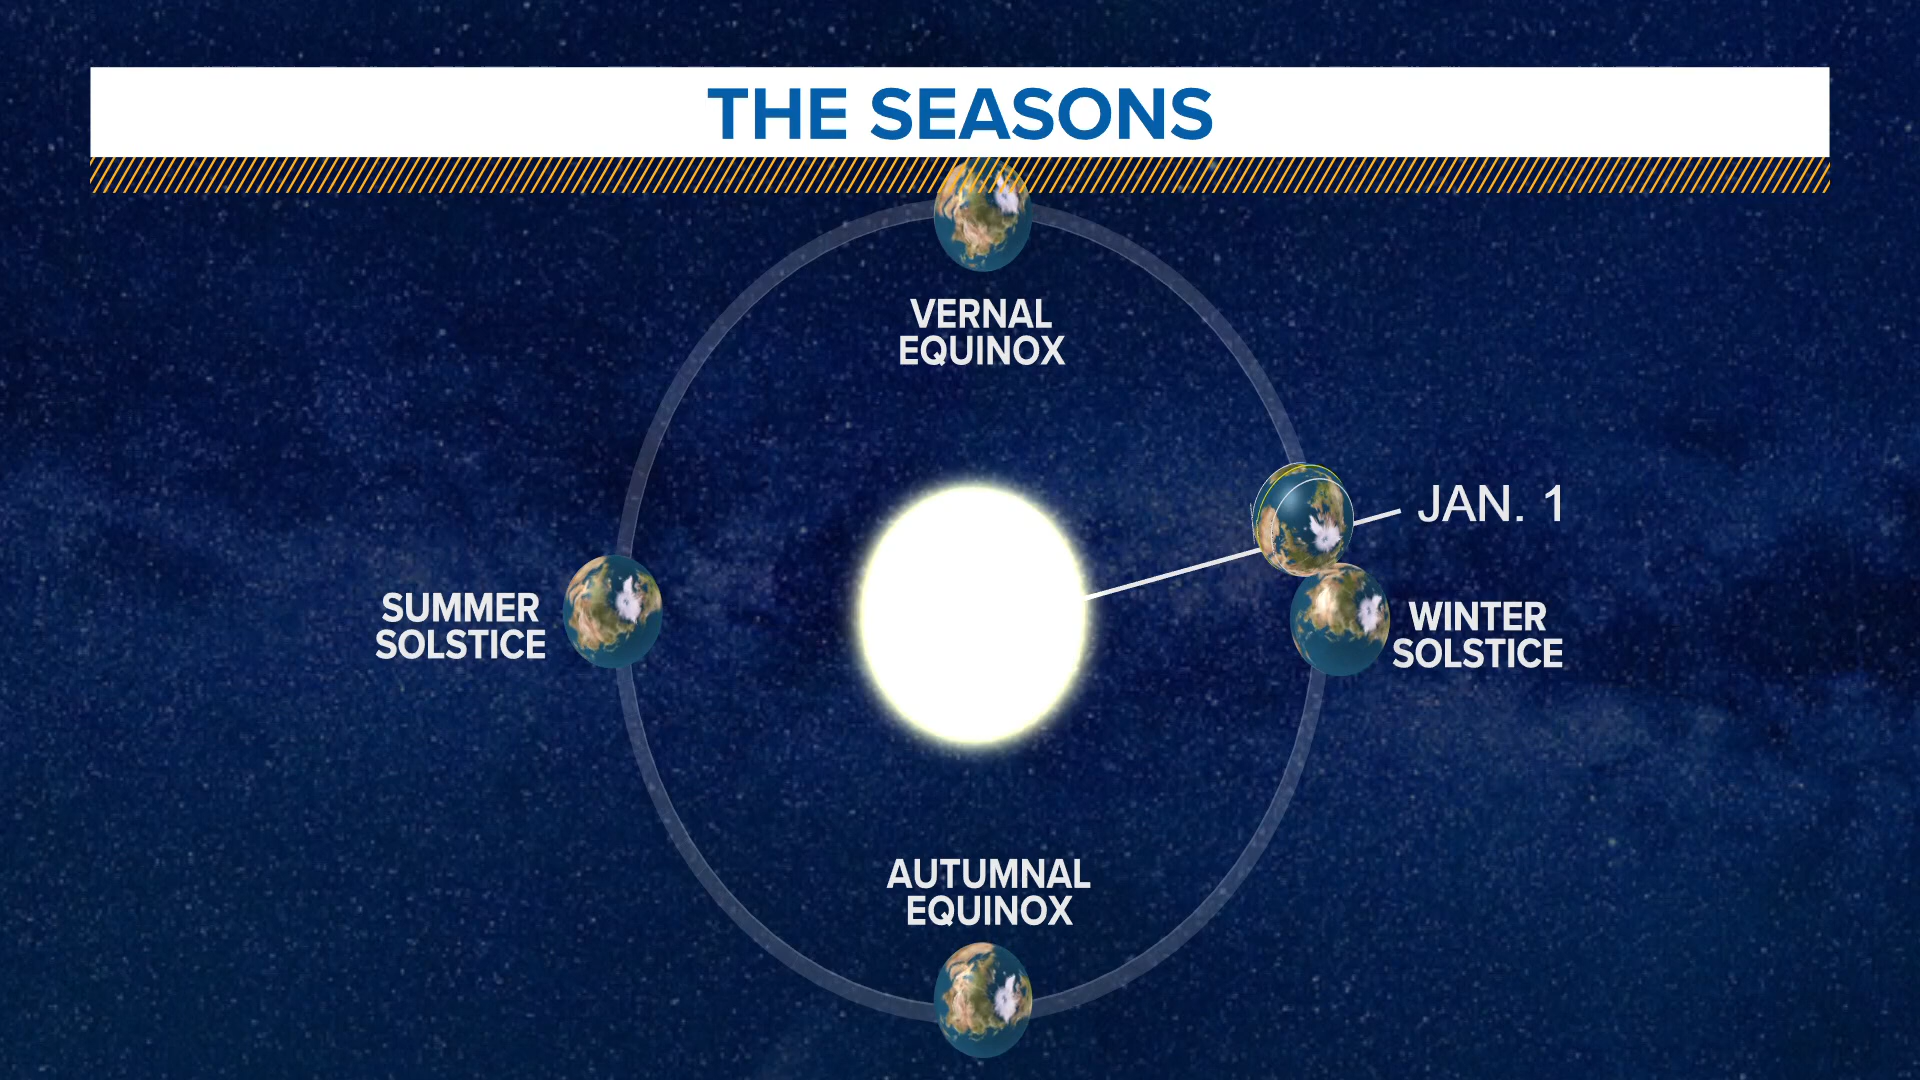 THE SEASONS
VERNAL
EQUINOX
JAN. 1
SUMMER
SOLSTICE
WINTER
SOLSTICE
AUTUMNAL
EQUINOX